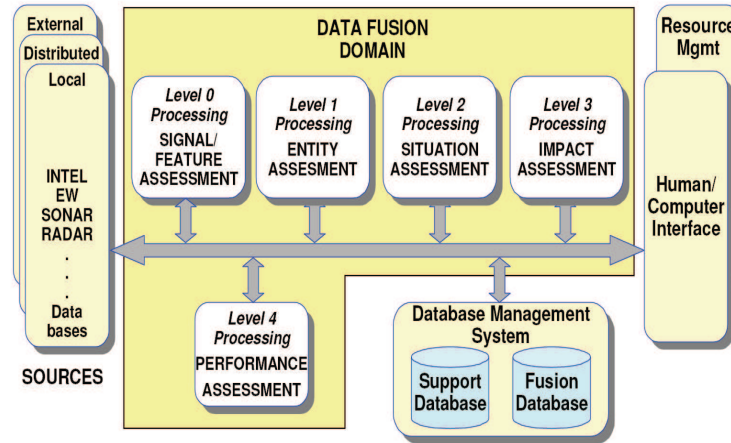 External
Distributed
Local
INTEL
EW
SONAR
RADAR
.
.
.
Data
bases
SOURCES
DATA FUSION
DOMAIN
Level 0
Processing
SIGNAL/
FEATURE
ASSESSMENT
Level 1
Processing
ENTITY
ASSESMENT
Level 2
Processing
SITUATION
ASSESSMENT
Level 3
Processing
IMPACT
ASSESSMENT
Level 4
Processing
PERFORMANCE
ASSESSMENT
Database Management
System
Support
Database
Fusion
Database
Resource
Mgmt
Human/
Computer
Interface